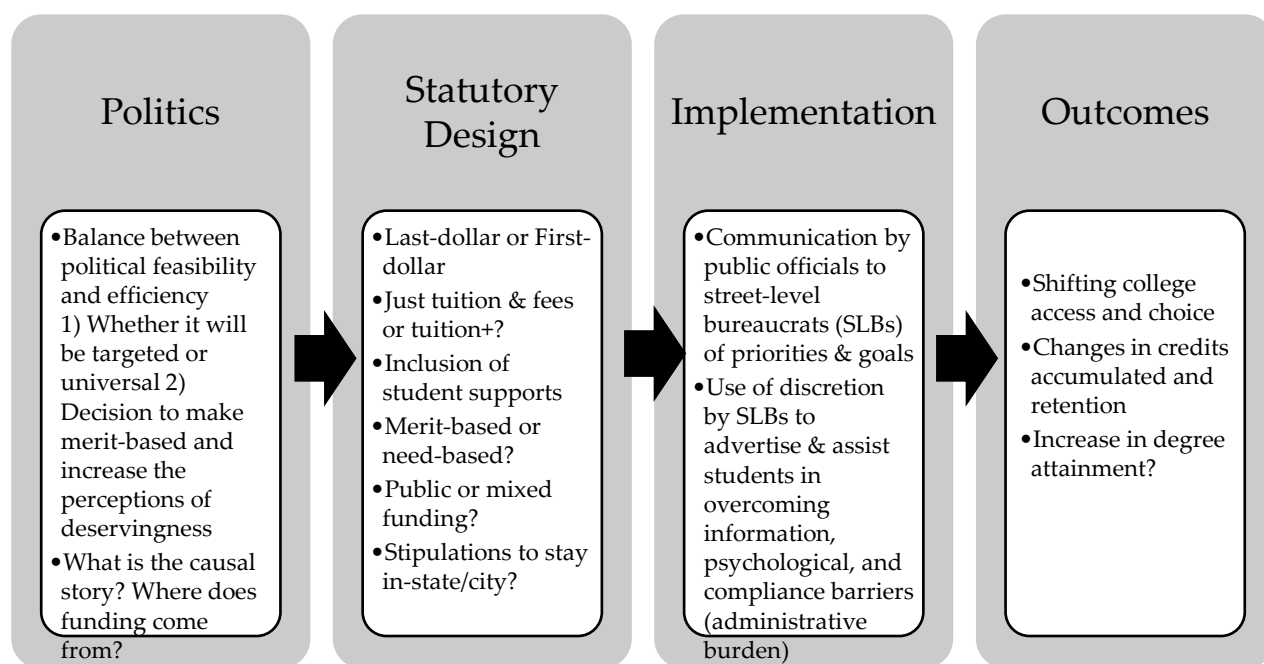 Politics
•Balance between
political feasibility
and efficiency
1) Whether it will
be targeted or
universal 2)
Decision to make
merit-based and
increase the
perceptions of
deservingness
•What is the causal
story? Where does
funding come
from?
Statutory
Design
•Last-dollar or First-
dollar
•Just tuition & fees
or tuition+?
•Inclusion of
student supports
•Merit-based or
need-based?
•Public or mixed
funding?
•Stipulations to stay
in-state/city?
Implementation
•Communication by
public officials to
street-level
bureaucrats (SLBs)
of priorities & goals
•Use of discretion
by SLBs to
advertise & assist
students in
overcoming
information,
psychological, and
compliance barriers
(administrative
burden)
Outcomes
•Shifting college
access and choice
•Changes in credits
accumulated and
retention
•Increase in degree
attainment?